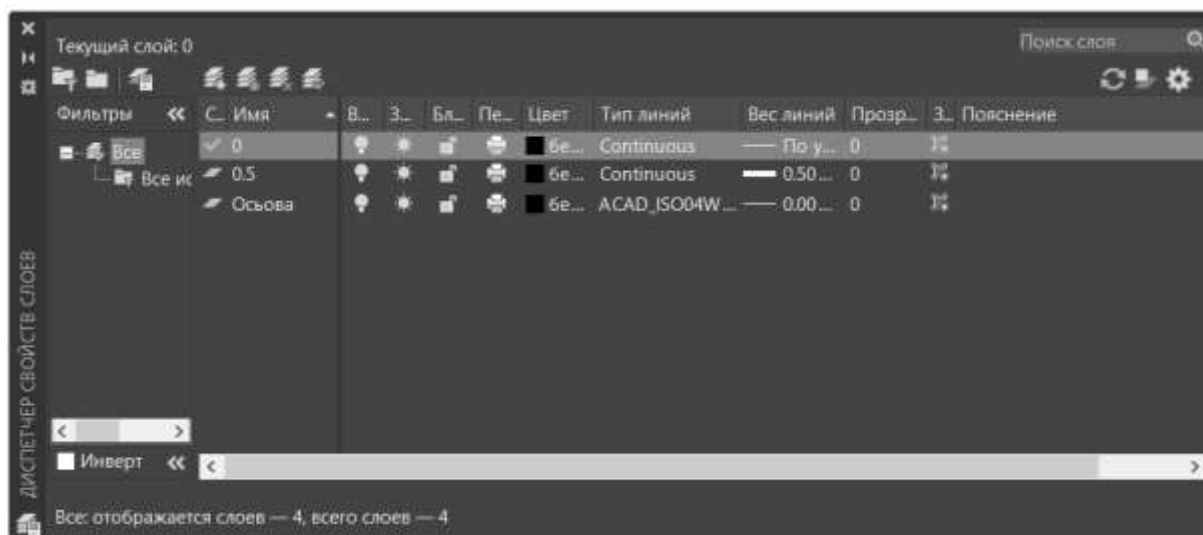 Текущий слой: 0
Поиск слоя
Фильтры С... Имя В... З... Бл... Пе... Цвет Тип линий Вес линий Прозр... З... Пояснение
Все 0 бе... Continuous По у... 0
Все ис 0.5 бе... Continuous 0.50... 0
Осьова бе... ACAD_ISO04W... 0.00... 0
ДИСПЕТЧЕР СВОЙСТВ СЛОЕВ
Инверт
Все: отображается слоев — 4, всего слоев — 4